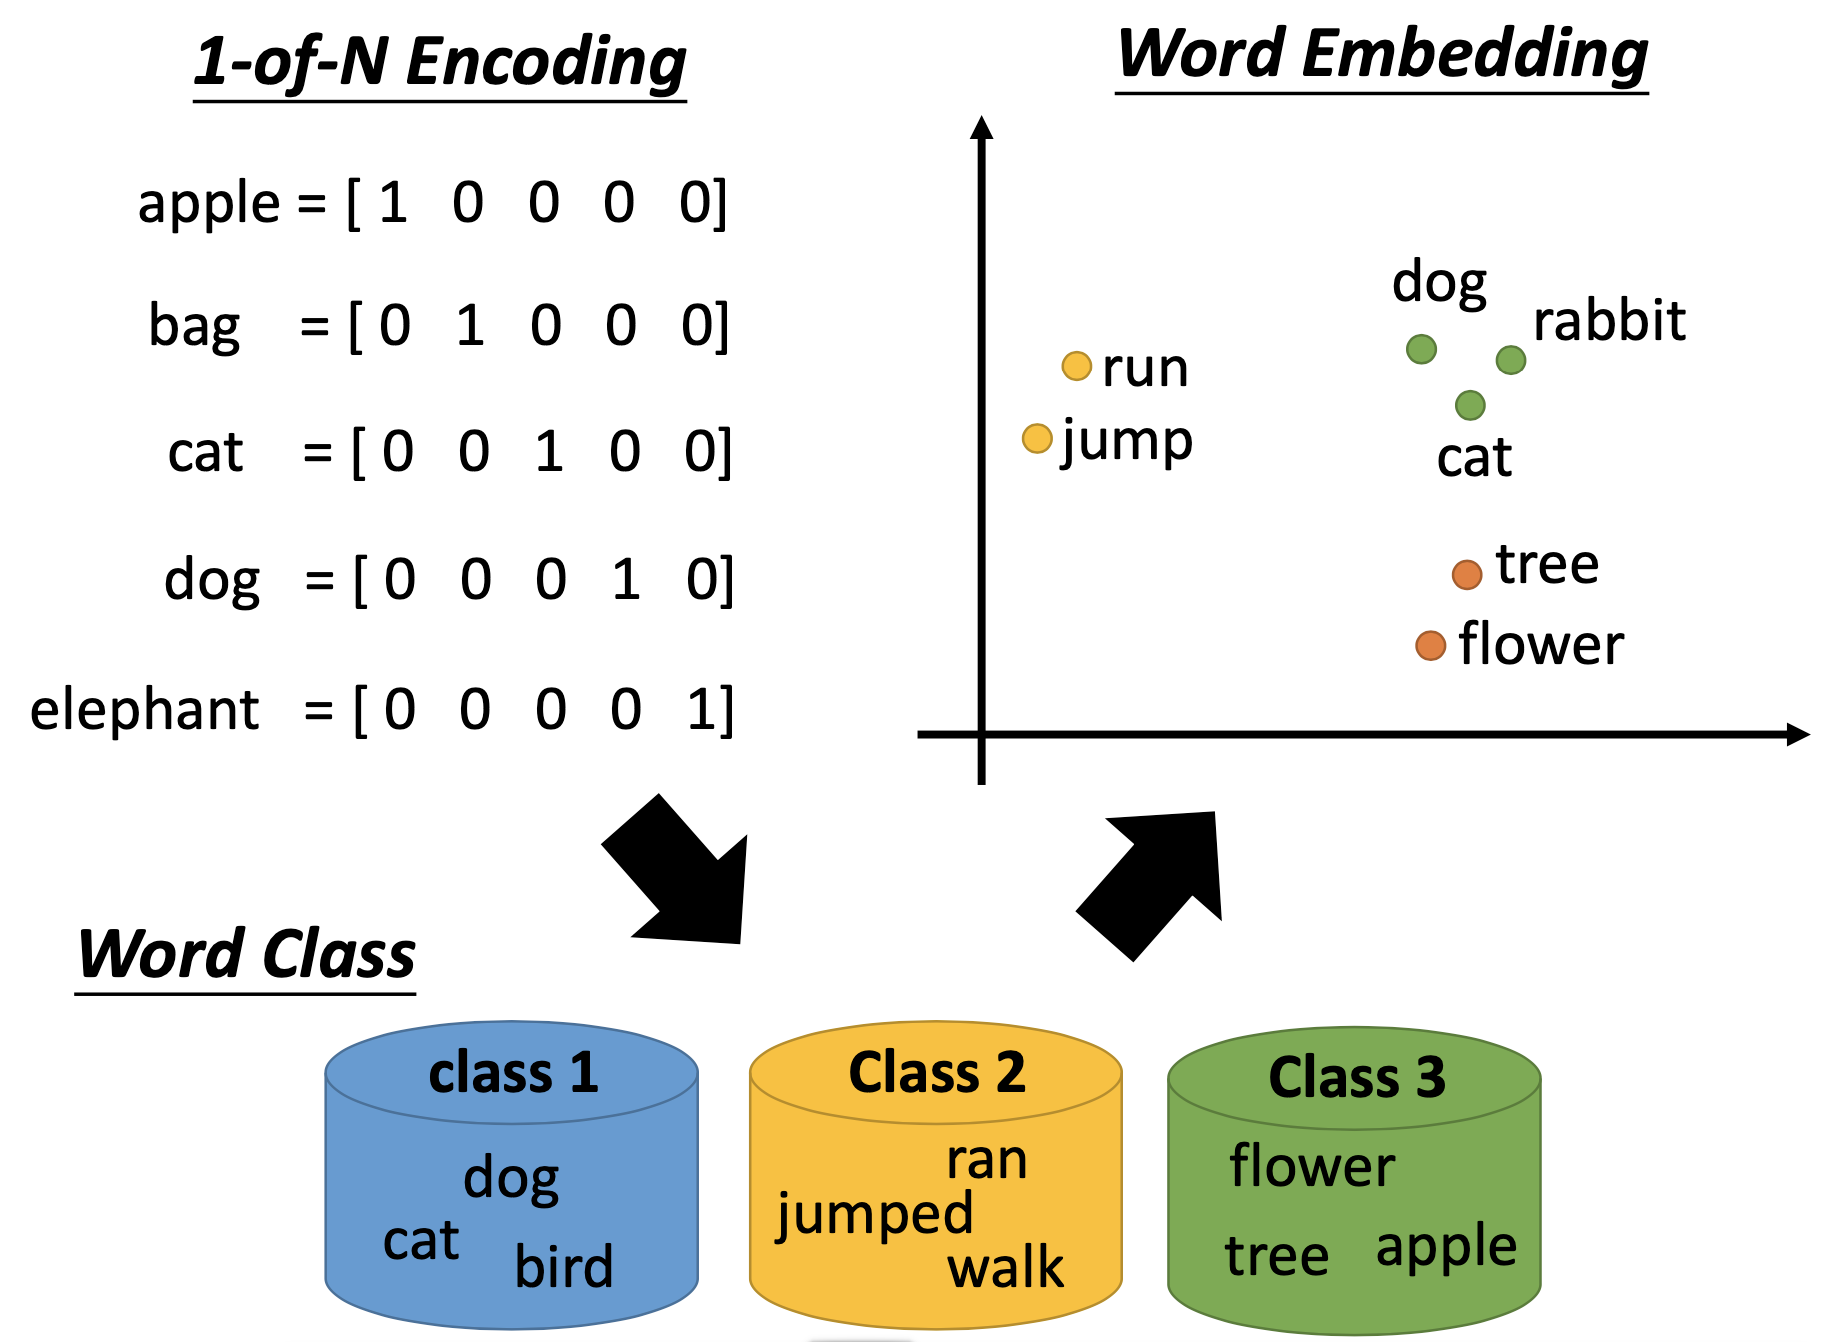 1-of-N Encoding
apple = [ 1 0 0 0 0]
bag = [ 0 1 0 0 0]
cat = [ 0 0 1 0 0]
dog = [ 0 0 0 1 0]
elephant = [ 0 0 0 0 1]
Word Embedding
dog
rabbit
run
jump
cat
tree
flower
Word Class
class 1
dog
cat
bird
Class 2
ran
jumped
walk
Class 3
flower
tree apple